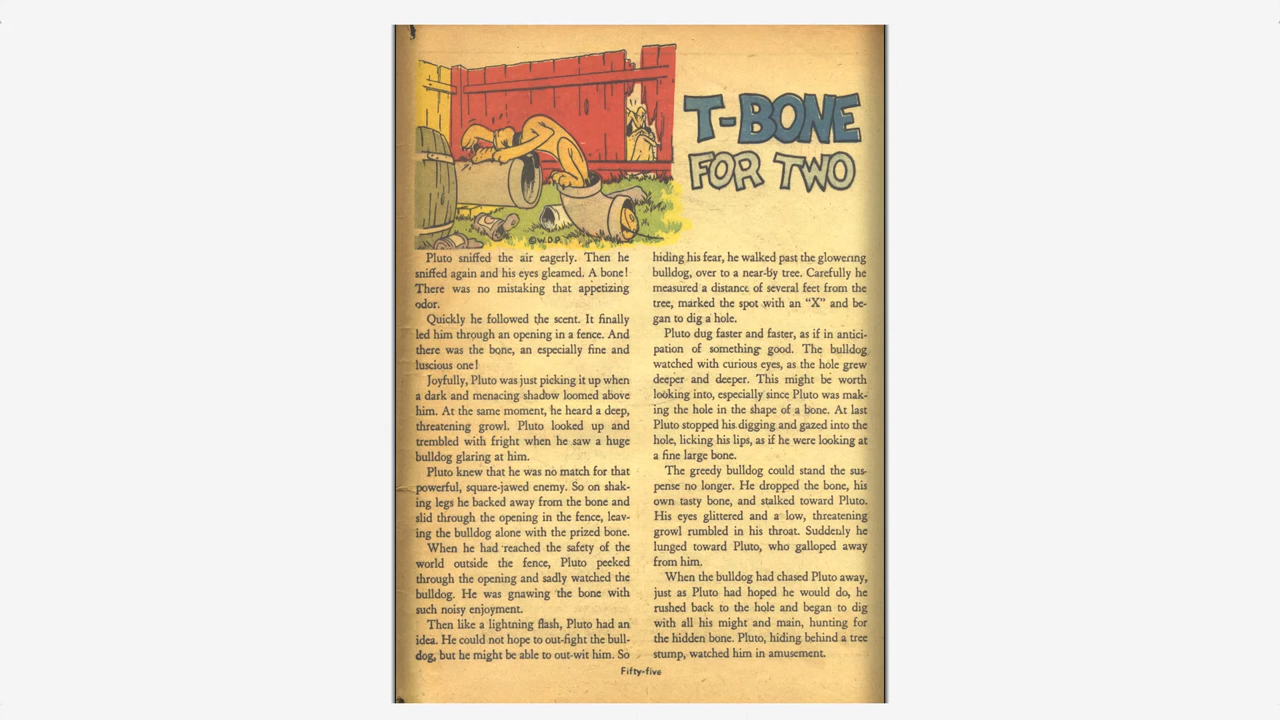 T-BONE
FOR TWO
©W.D.P.
Pluto sniffed the air eagerly. Then he
sniffed again and his eyes gleamed. A bone!
There was no mistaking that appetizing
odor.
Quickly he followed the scent. It finally
led him through an opening in a fence. And
there was the bone, an especially fine and
luscious one!
Joyfully, Pluto was just picking it up when
a dark and menacing shadow loomed above
him. At the same moment, he heard a deep,
threatening growl. Pluto looked up and
trembled with fright when he saw a huge
bulldog glaring at him.
Pluto knew that he was no match for that
powerful, square-jawed enemy. So on shak-
ing legs he backed away from the bone and
slid through the opening in the fence, leav-
ing the bulldog alone with the prized bone.
When he had reached the safety of the
world outside the fence, Pluto peeked
through the opening and sadly watched the
bulldog. He was gnawing the bone with
such noisy enjoyment.
Then like a lightning flash, Pluto had an
idea. He could not hope to out-fight the bull-
dog, but he might be able to out-wit him. So
hiding his fear, he walked past the glowering
bulldog, over to a near-by tree. Carefully he
measured a distance of several feet from the
tree, marked the spot with an “X” and be-
gan to dig a hole.
Pluto dug faster and faster, as if in antici-
pation of something good. The bulldog
watched with curious eyes, as the hole grew
deeper and deeper. This might be worth
looking into, especially since Pluto was mak-
ing the hole in the shape of a bone. At last
Pluto stopped his digging and gazed into the
hole, licking his lips, as if he were looking at
a fine large bone.
The greedy bulldog could stand the sus-
pense no longer. He dropped the bone, his
own tasty bone, and stalked toward Pluto.
His eyes glittered and a low, threatening
growl rumbled in his throat. Suddenly he
lunged toward Pluto, who galloped away
from him.
When the bulldog had chased Pluto away,
just as Pluto had hoped he would do, he
rushed back to the hole and began to dig
with all his might and main, hunting for
the hidden bone. Pluto, hiding behind a tree
stump, watched him in amusement.
Fifty-five